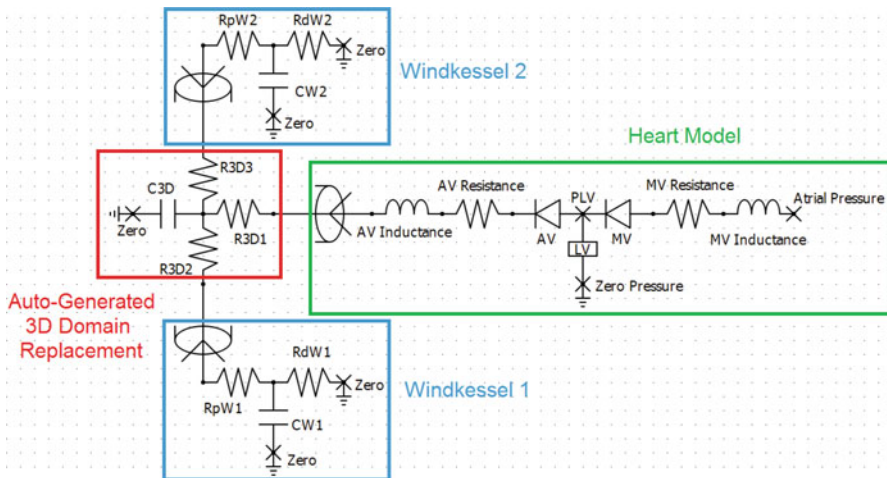 RpW2
RdW2
Zero
CW2
Zero
Windkessel 2
Heart Model
R3D3
C3D
Zero
R3D1
R3D2
AV Resistance
PLV
MV Resistance
Atrial Pressure
AV Inductance
AV
MV
MV Inductance
LV
Zero Pressure
Auto-Generated
3D Domain
Replacement
RdW1
Zero
RpW1
CW1
Zero
Windkessel 1